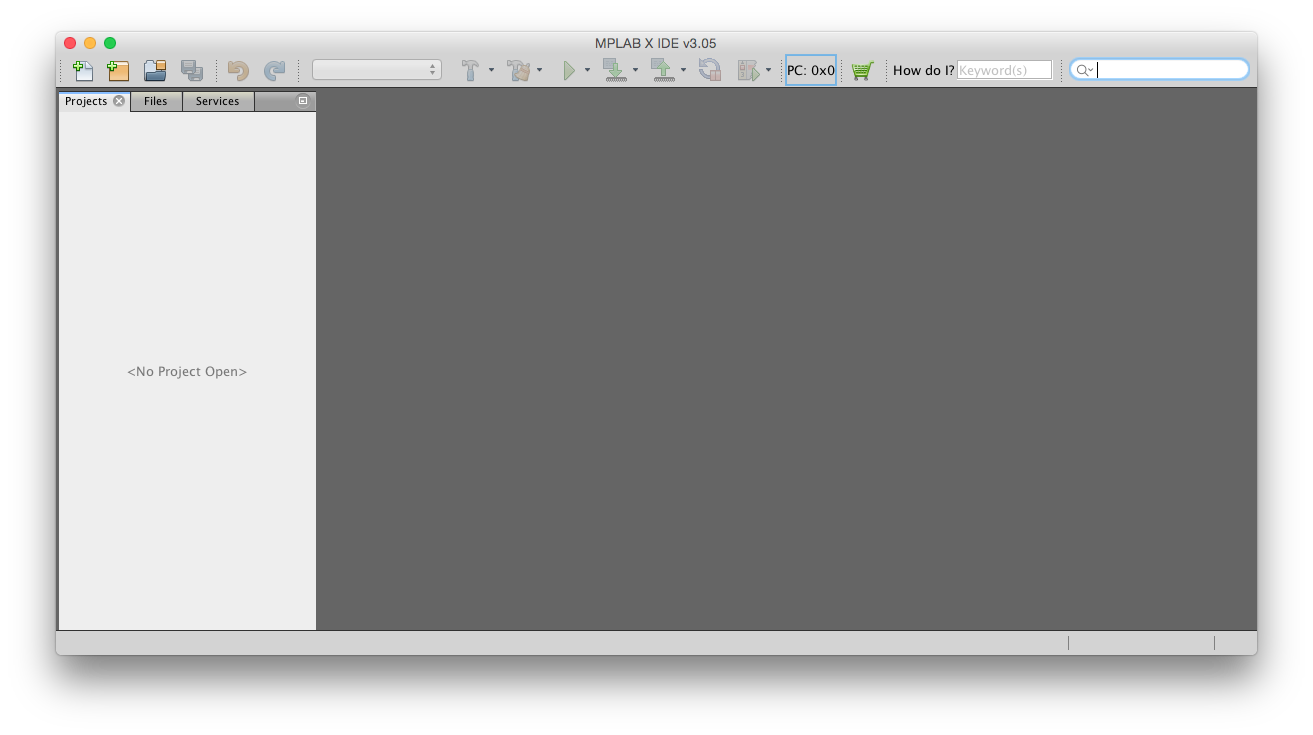 MPLAB X IDE v3.05
PC: 0x0
How do I?
Keyword(s)
Projects
Files
Services
<No Project Open>